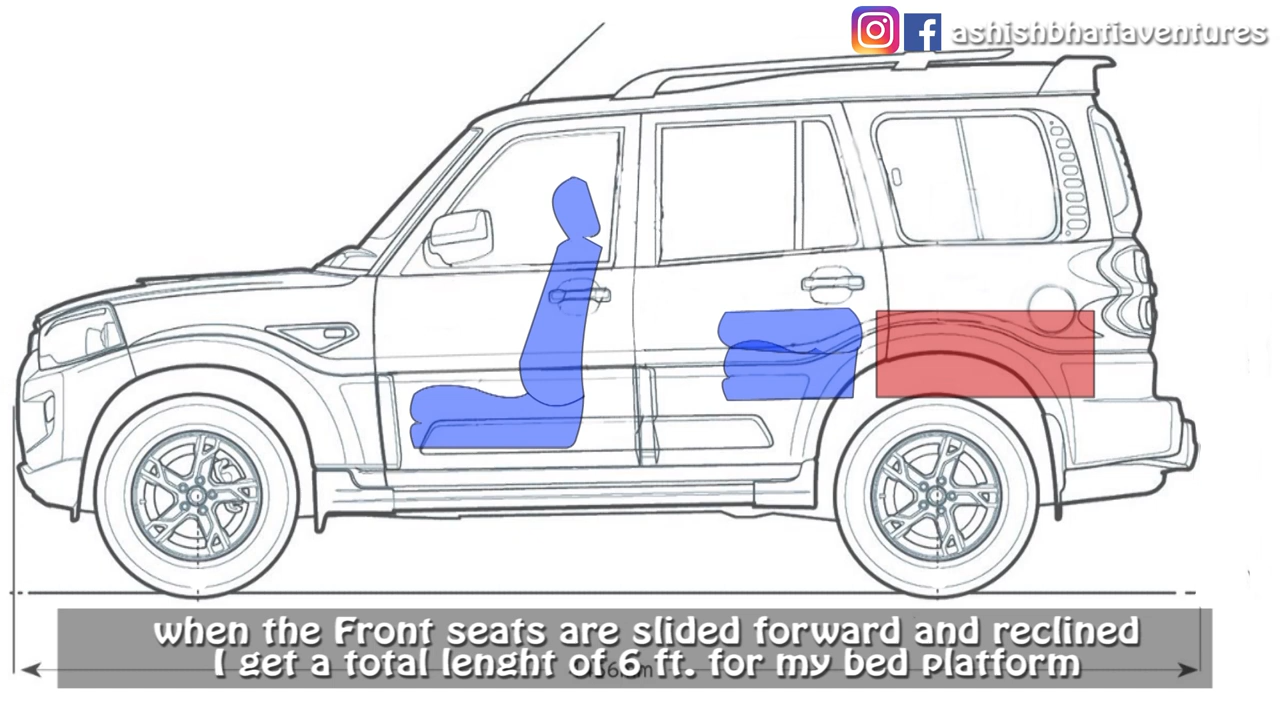 ashishbhatiaventures
when the Front seats are slided forward and reclined
I get a total lenght of 6 ft. for my bed platform